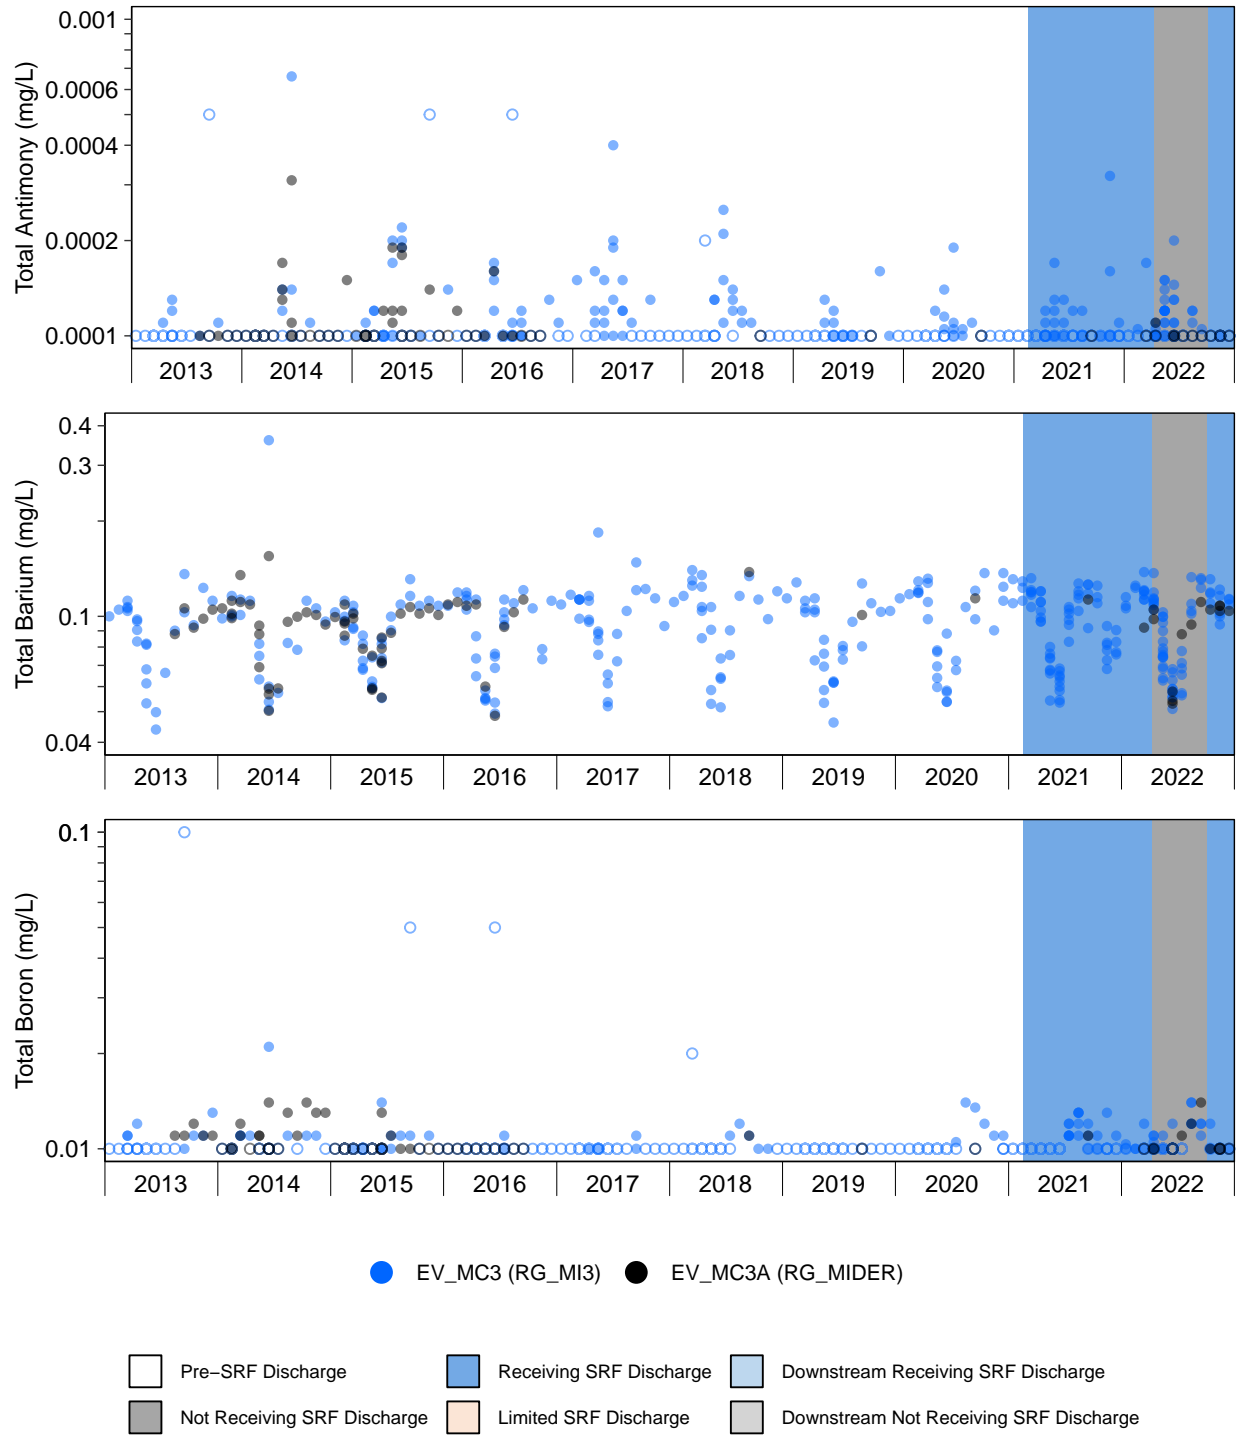 Total Antimony (mg/L)
0.001
0.0006
0.0004
0.0002
0.0001
2013 2014 2015 2016 2017 2018 2019 2020 2021 2022
Total Barium (mg/L)
0.4
0.3
0.1
0.04
2013 2014 2015 2016 2017 2018 2019 2020 2021 2022
Total Boron (mg/L)
0.1
0.01
2013 2014 2015 2016 2017 2018 2019 2020 2021 2022
EV_MC3 (RG_MI3) EV_MC3A (RG_MIDER)
Pre−SRF Discharge Receiving SRF Discharge Downstream Receiving SRF Discharge
Not Receiving SRF Discharge Limited SRF Discharge Downstream Not Receiving SRF Discharge